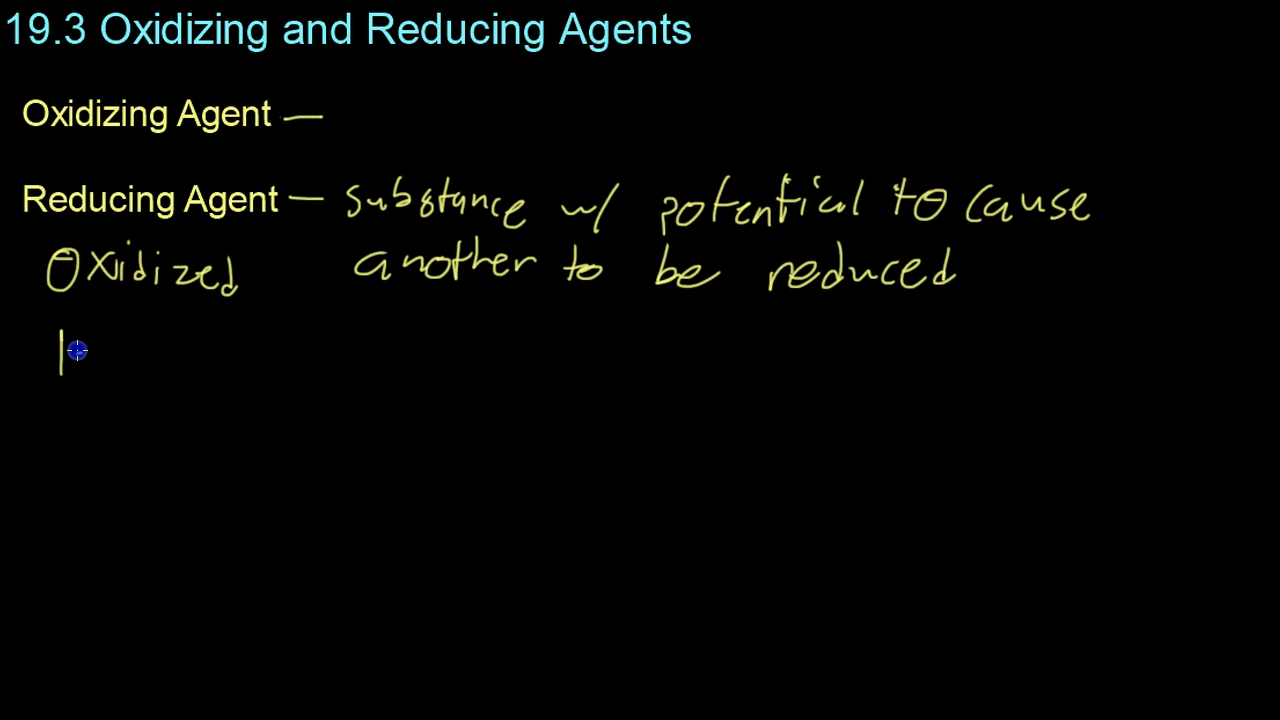 19.3 Oxidizing and Reducing Agents
Oxidizing Agent —
Reducing Agent — substance w/ potential to cause
another to be reduced
Oxidized